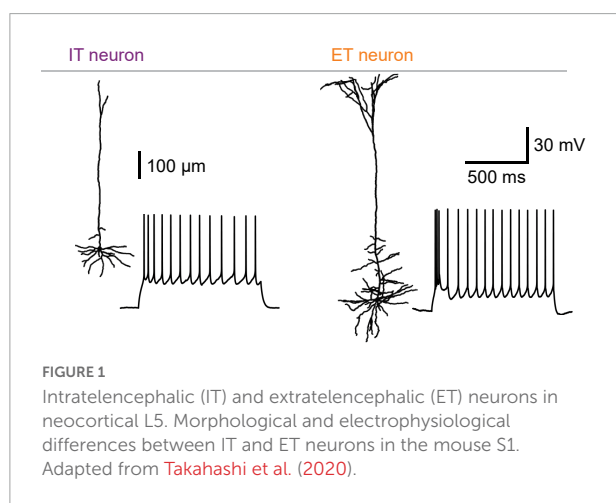 IT neuron
ET neuron
100 μm
30 mV
500 ms
FIGURE 1
Intratelencephalic (IT) and extratelencephalic (ET) neurons in
neocortical L5. Morphological and electrophysiological
differences between IT and ET neurons in the mouse S1.
Adapted from Takahashi et al. (2020).